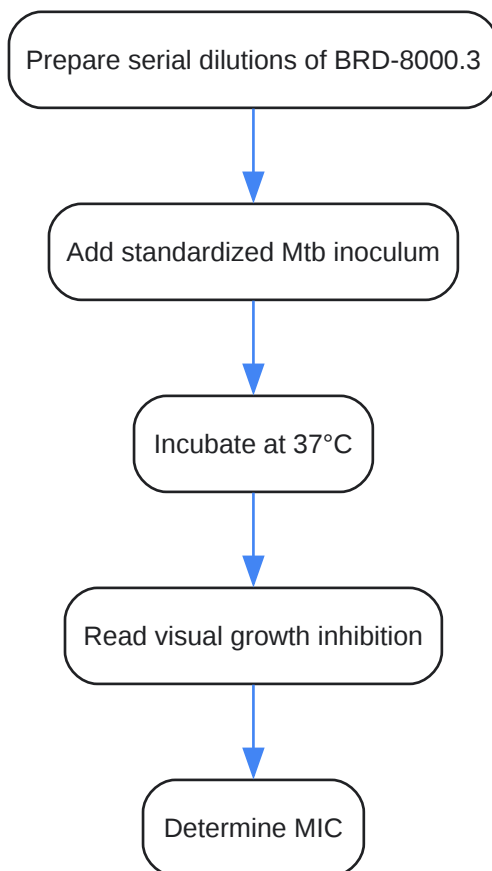 Prepare serial dilutions of BRD-8000.3
Add standardized Mtb inoculum
Incubate at 37°C
Read visual growth inhibition
Determine MIC